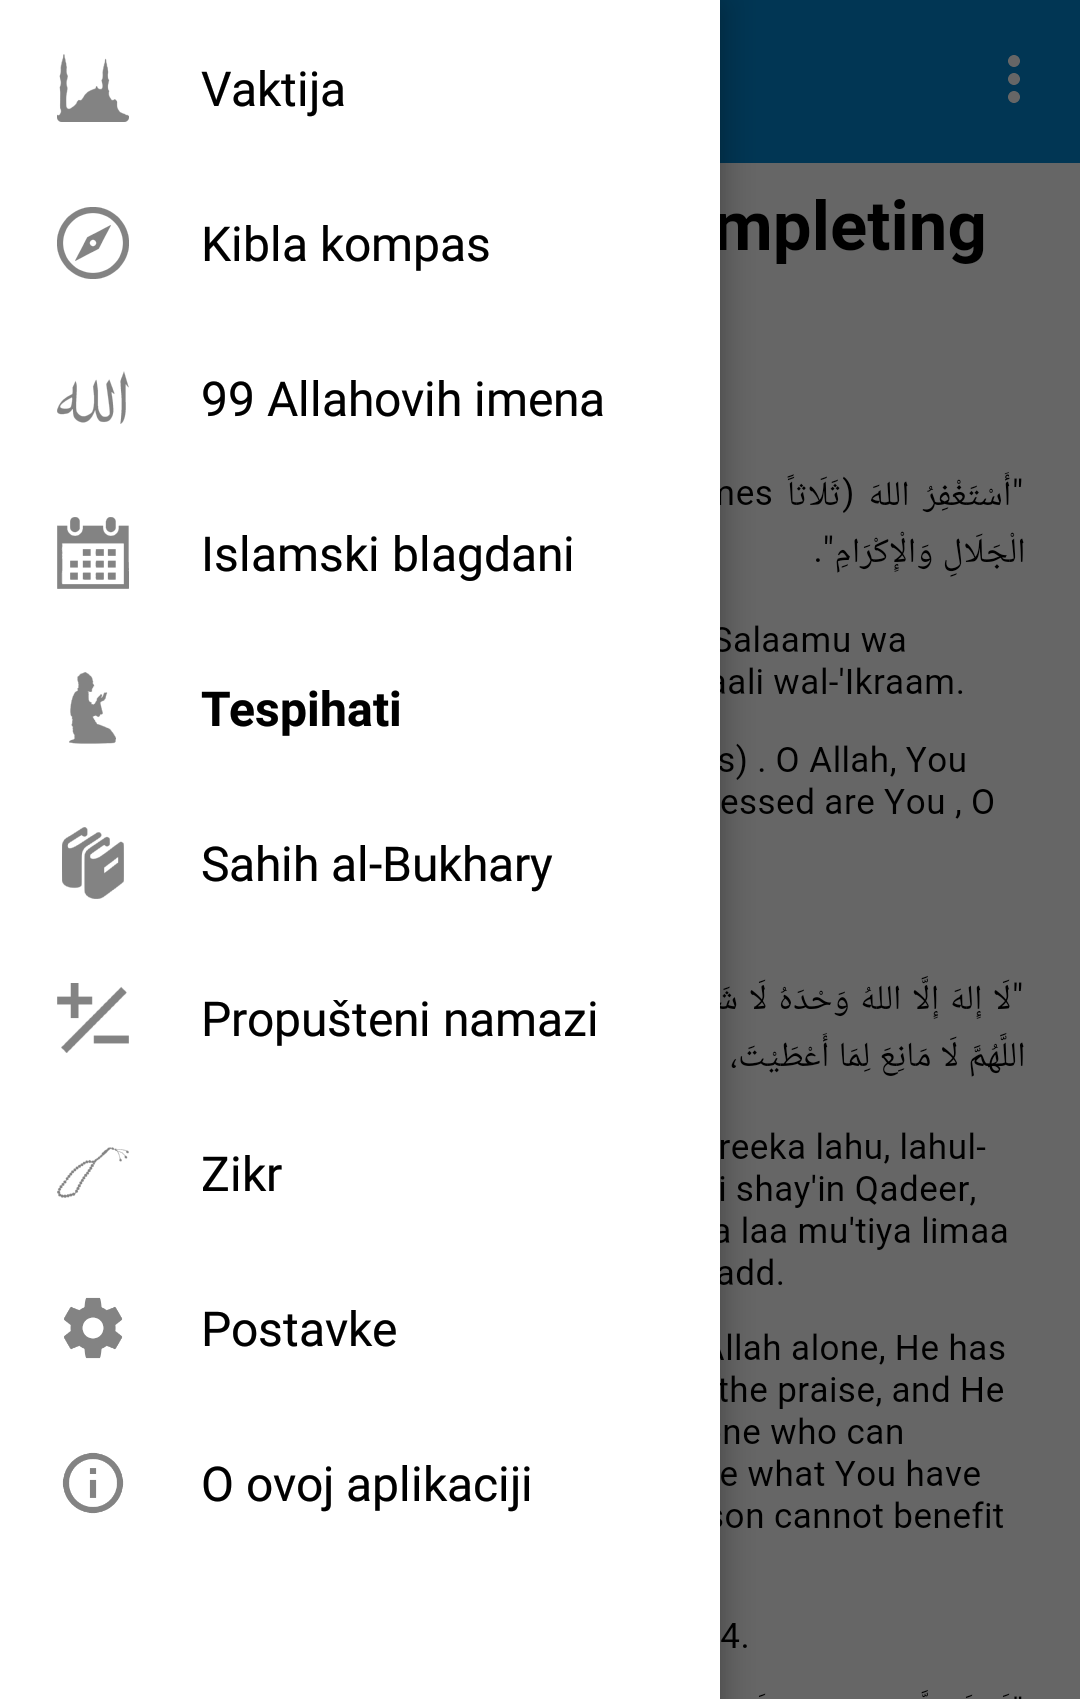 Vaktija
Kibla kompas
99 Allahovih imena
Islamski blagdani
Tespihati
Sahih al-Bukhary
Propušteni namazi
Zikr
Postavke
O ovoj aplikaciji
mpleting
"أَسْتَغْفِرُ اللهَ (ثَلَاثاً
الْجَلَالِ وَالْإِكْرَامِ".
Salaamu wa
aali wal-'Ikraam.
s) . O Allah, You
essed are You , O
"لَا إِلهَ إِلَّا اللهُ وَحْدَهُ لَا
اللَّهُمَّ لَا مَانِعَ لِمَا أَعْطَيْتَ،
reeka lahu, lahul-
i shay'in Qadeer,
a laa mu'tiya limaa
add.
Allah alone, He has
the praise, and He
ne who can
e what You have
son cannot benefit
4.